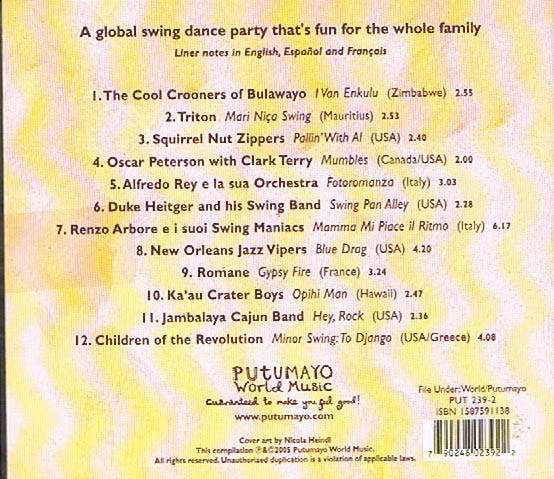 A global swing dance party that's fun for the whole family
Liner notes in English, Español and Français
1. The Cool Crooners of Bulawayo I Van Enkulu (Zimbabwe) 2.55
2. Triton Mari Niça Swing (Mauritius) 2.53
3. Squirrel Nut Zippers Pallin' With Al (USA) 2.40
4. Oscar Peterson with Clark Terry Mumbles (Canada/USA) 2.00
5. Alfredo Rey e la sua Orchestra Fotoromanza (Italy) 3.03
6. Duke Heitger and his Swing Band Swing Pan Alley (USA) 2.28
7. Renzo Arbore e i suoi Swing Maniacs Mamma Mi Piace il Ritmo (Italy) 6.17
8. New Orleans Jazz Vipers Blue Drag (USA) 4.20
9. Romane Gypsy Fire (France) 3.24
10. Ka'au Crater Boys Opihi Man (Hawaii) 2.47
11. Jambalaya Cajun Band Hey, Rock (USA) 2.36
12. Children of the Revolution Minor Swing: To Django (USA/Greece) 4.08
PUTUMAYO
World Music
Guaranteed to make you feel good!
www.putumayo.com
File Under: World/Putumayo
PUT 239-2
ISBN 1587591138
Cover art by Nicola Heindl
This compilation ℗&©2005 Putumayo World Music.
All rights reserved. Unauthorized duplication is a violation of applicable laws.
7 90248 02392 2